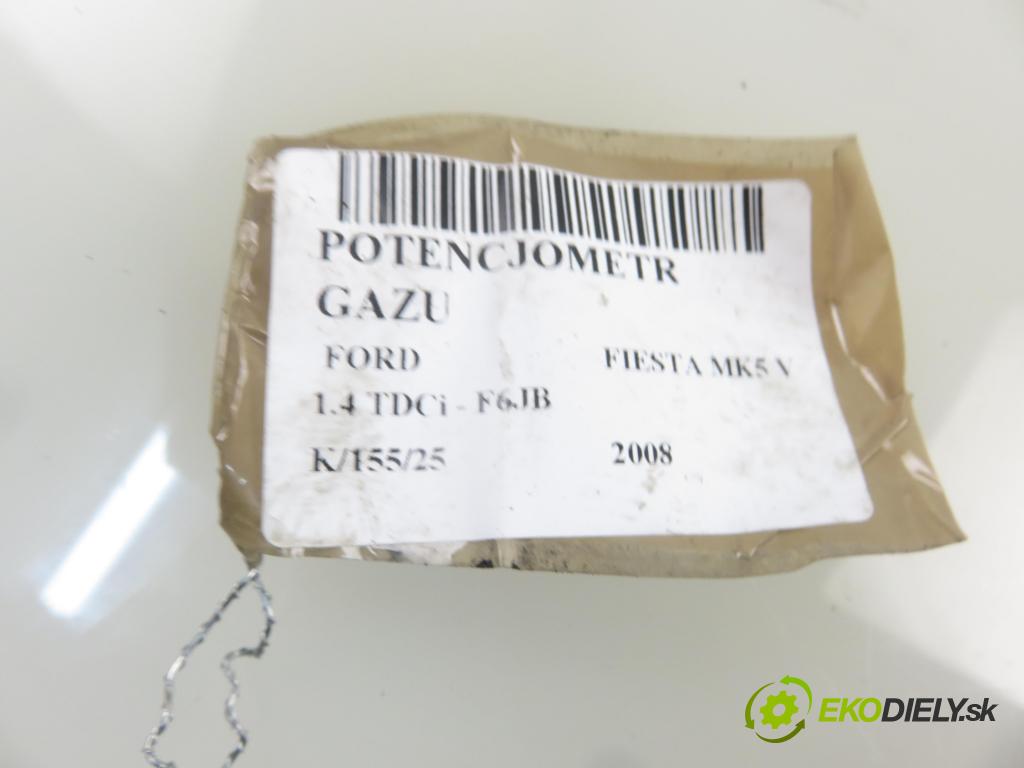 POTENCJOMETR
GAZU
FORD FIESTA MK5 V
1.4 TDCi - F6JB
K/155/25 2008
EKODIELY.sk